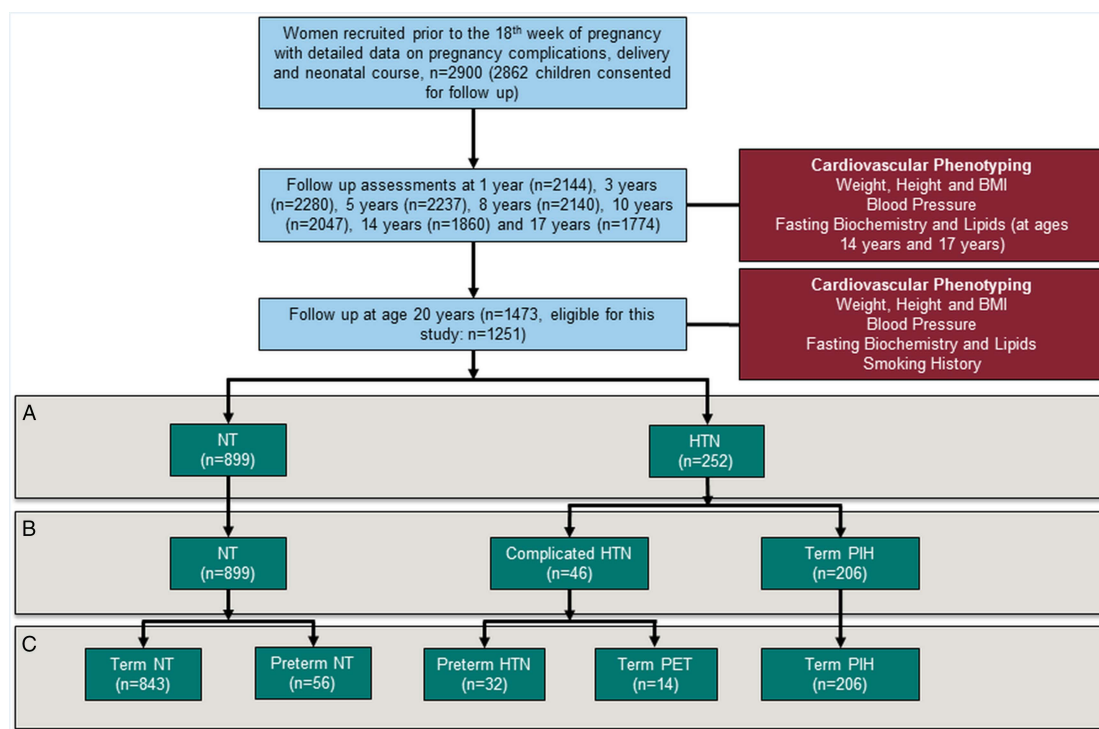 Women recruited prior to the 18th week of pregnancy
with detailed data on pregnancy complications, delivery
and neonatal course, n=2900 (2862 children consented
for follow up)
Follow up assessments at 1 year (n=2144), 3 years
(n=2280), 5 years (n=2237), 8 years (n=2140), 10 years
(n=2047), 14 years (n=1860) and 17 years (n=1774)
Cardiovascular Phenotyping
Weight, Height and BMI
Blood Pressure
Fasting Biochemistry and Lipids (at ages
14 years and 17 years)
Follow up at age 20 years (n=1473, eligible for this
study: n=1251)
Cardiovascular Phenotyping
Weight, Height and BMI
Blood Pressure
Fasting Biochemistry and Lipids
Smoking History
A
NT
(n=899)
HTN
(n=252)
B
NT
(n=899)
Complicated HTN
(n=46)
Term PIH
(n=206)
C
Term NT
(n=843)
Preterm NT
(n=56)
Preterm HTN
(n=32)
Term PET
(n=14)
Term PIH
(n=206)